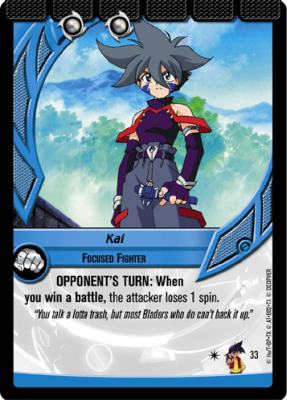 Kai
Focused Fighter
OPPONENT'S TURN: When
you win a battle, the attacker loses 1 spin.
"You talk a lotta trash, but most Bladers who do can't back it up."
33